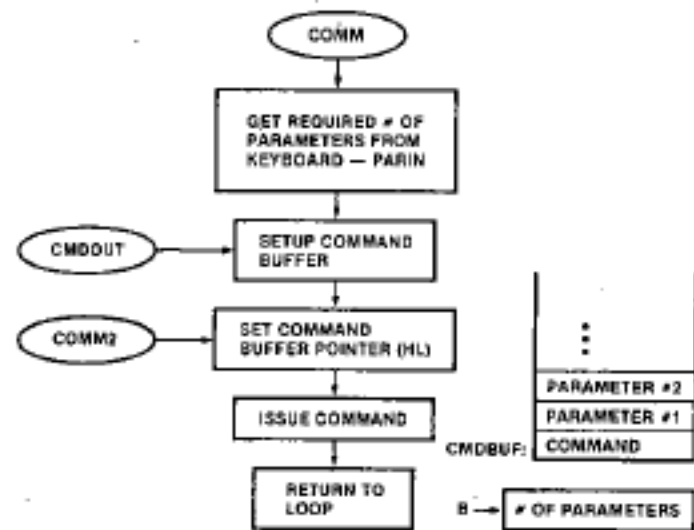 COMM
GET REQUIRED # OF
PARAMETERS FROM
KEYBOARD — PARIN
CMDOUT
SETUP COMMAND
BUFFER
COMM2
SET COMMAND
BUFFER POINTER (HL)
ISSUE COMMAND
RETURN TO
LOOP
PARAMETER #2
PARAMETER #1
CMDBUF: COMMAND
B # OF PARAMETERS